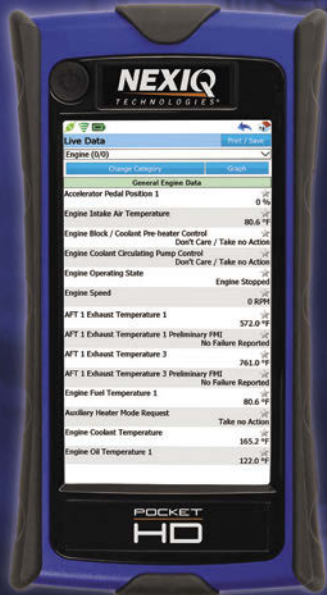 NEXIQ
TECHNOLOGIES®
Live Data
Print / Save
Engine (0/0)
Change Category
Graph
General Engine Data
Accelerator Pedal Position 1
0 %
Engine Intake Air Temperature
80.6 °F
Engine Block / Coolant Pre-heater Control
Don't Care / Take no Action
Engine Coolant Circulating Pump Control
Don't Care / Take no Action
Engine Operating State
Engine Stopped
Engine Speed
0 RPM
AFT 1 Exhaust Temperature 1
572.0 °F
AFT 1 Exhaust Temperature 1 Preliminary FMI
No Failure Reported
AFT 1 Exhaust Temperature 3
761.0 °F
AFT 1 Exhaust Temperature 3 Preliminary FMI
No Failure Reported
Engine Fuel Temperature 1
80.6 °F
Auxiliary Heater Mode Request
Take no Action
Engine Coolant Temperature
165.2 °F
Engine Oil Temperature 1
122.0 °F
POCKET
HD